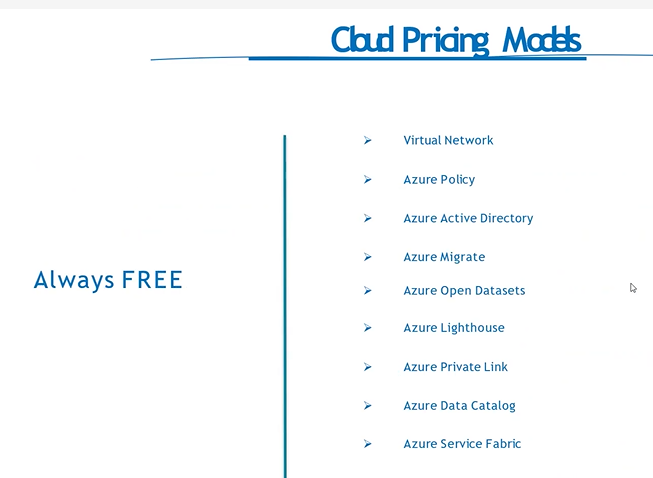 Cloud Pricing Models
Always FREE
Virtual Network
Azure Policy
Azure Active Directory
Azure Migrate
Azure Open Datasets
Azure Lighthouse
Azure Private Link
Azure Data Catalog
Azure Service Fabric